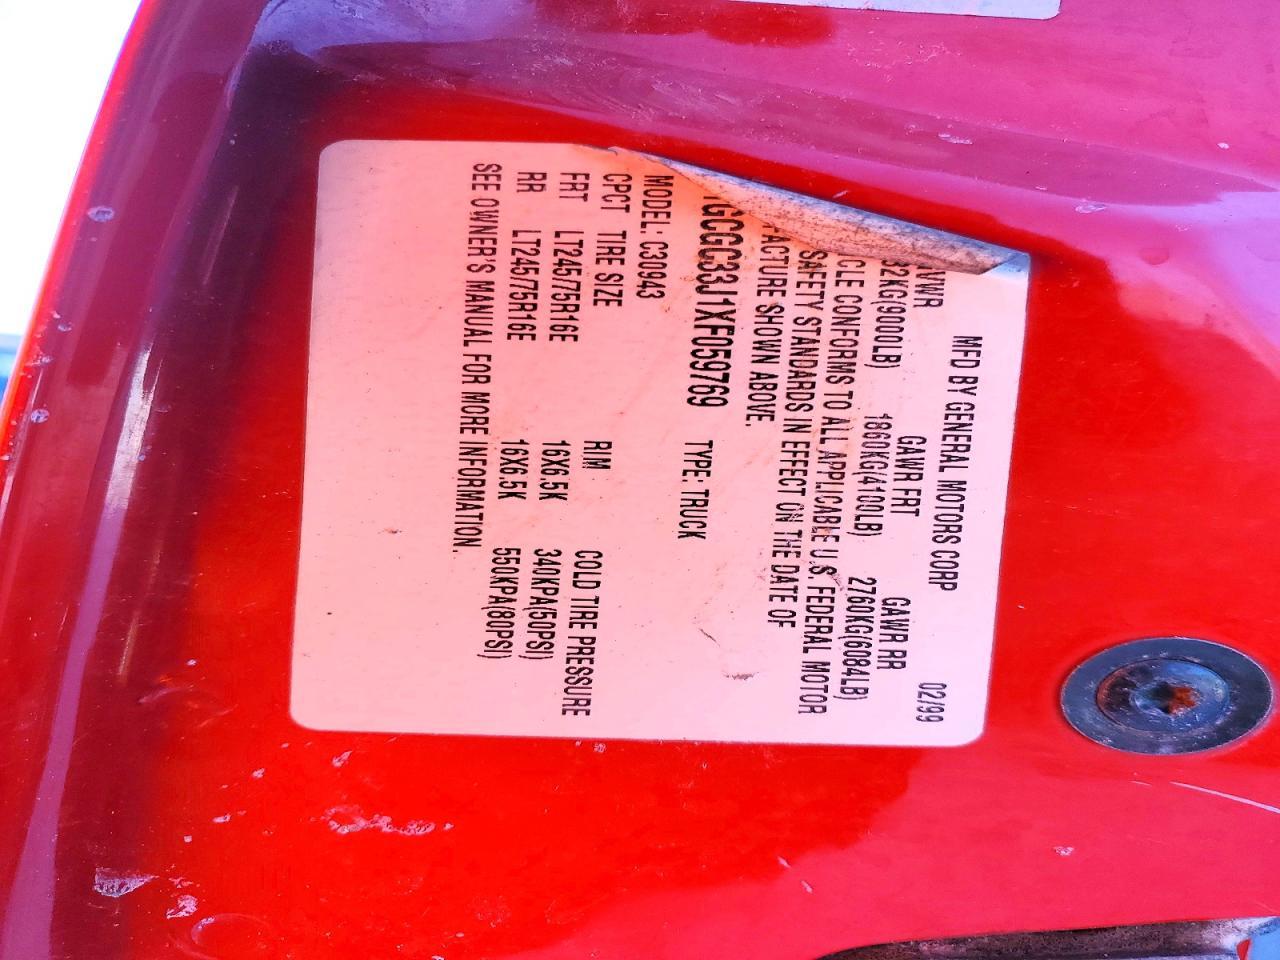 MFD BY GENERAL MOTORS CORP 02/99
GVWR GAWR FRT GAWR RR
32KG(9000LB) 1860KG(4100LB) 2760KG(6084LB)
CLE CONFORMS TO ALL APPLICABLE U.S. FEDERAL MOTOR
SAFETY STANDARDS IN EFFECT ON THE DATE OF
FACTURE SHOWN ABOVE.
1GCGC33J1XF059769 TYPE: TRUCK
MODEL: C30943
CPCT TIRE SIZE RIM COLD TIRE PRESSURE
FRT LT245/75R16E 16X6.5K 340KPA(50PSI)
RR LT245/75R16E 16X6.5K 550KPA(80PSI)
SEE OWNER'S MANUAL FOR MORE INFORMATION.